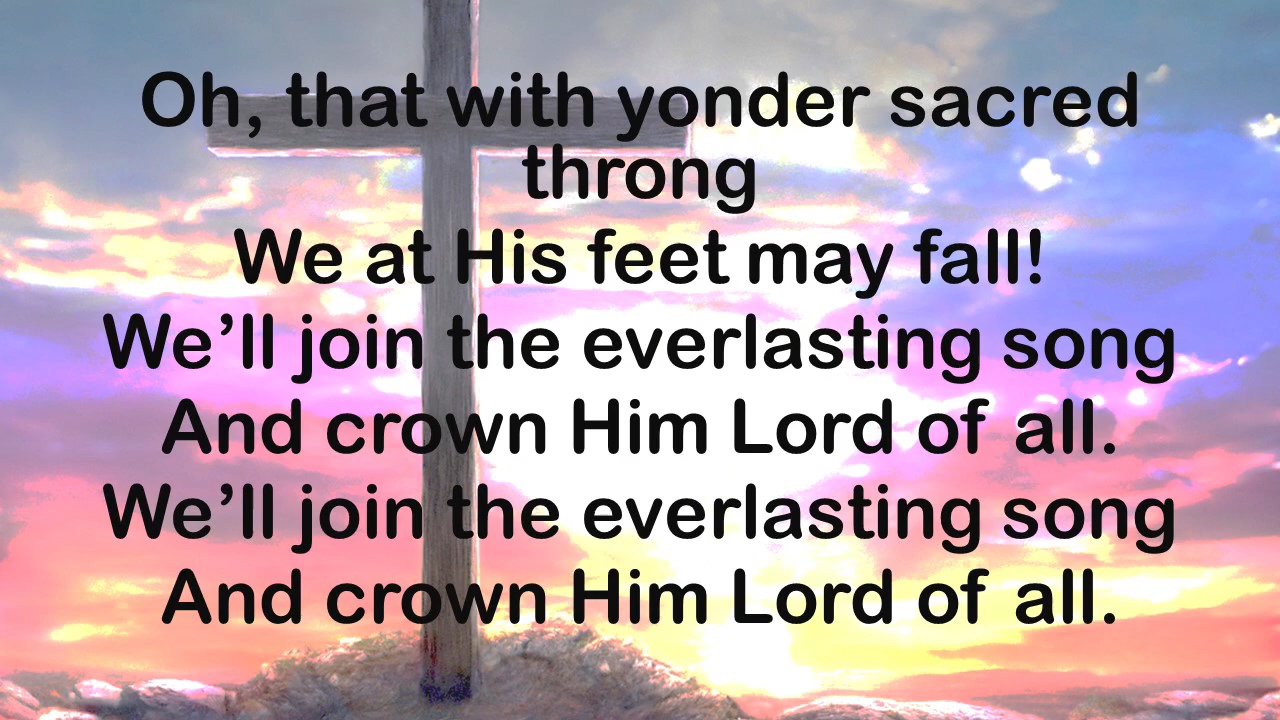 Oh, that with yonder sacred
throng
We at His feet may fall!
We’ll join the everlasting song
And crown Him Lord of all.
We’ll join the everlasting song
And crown Him Lord of all.